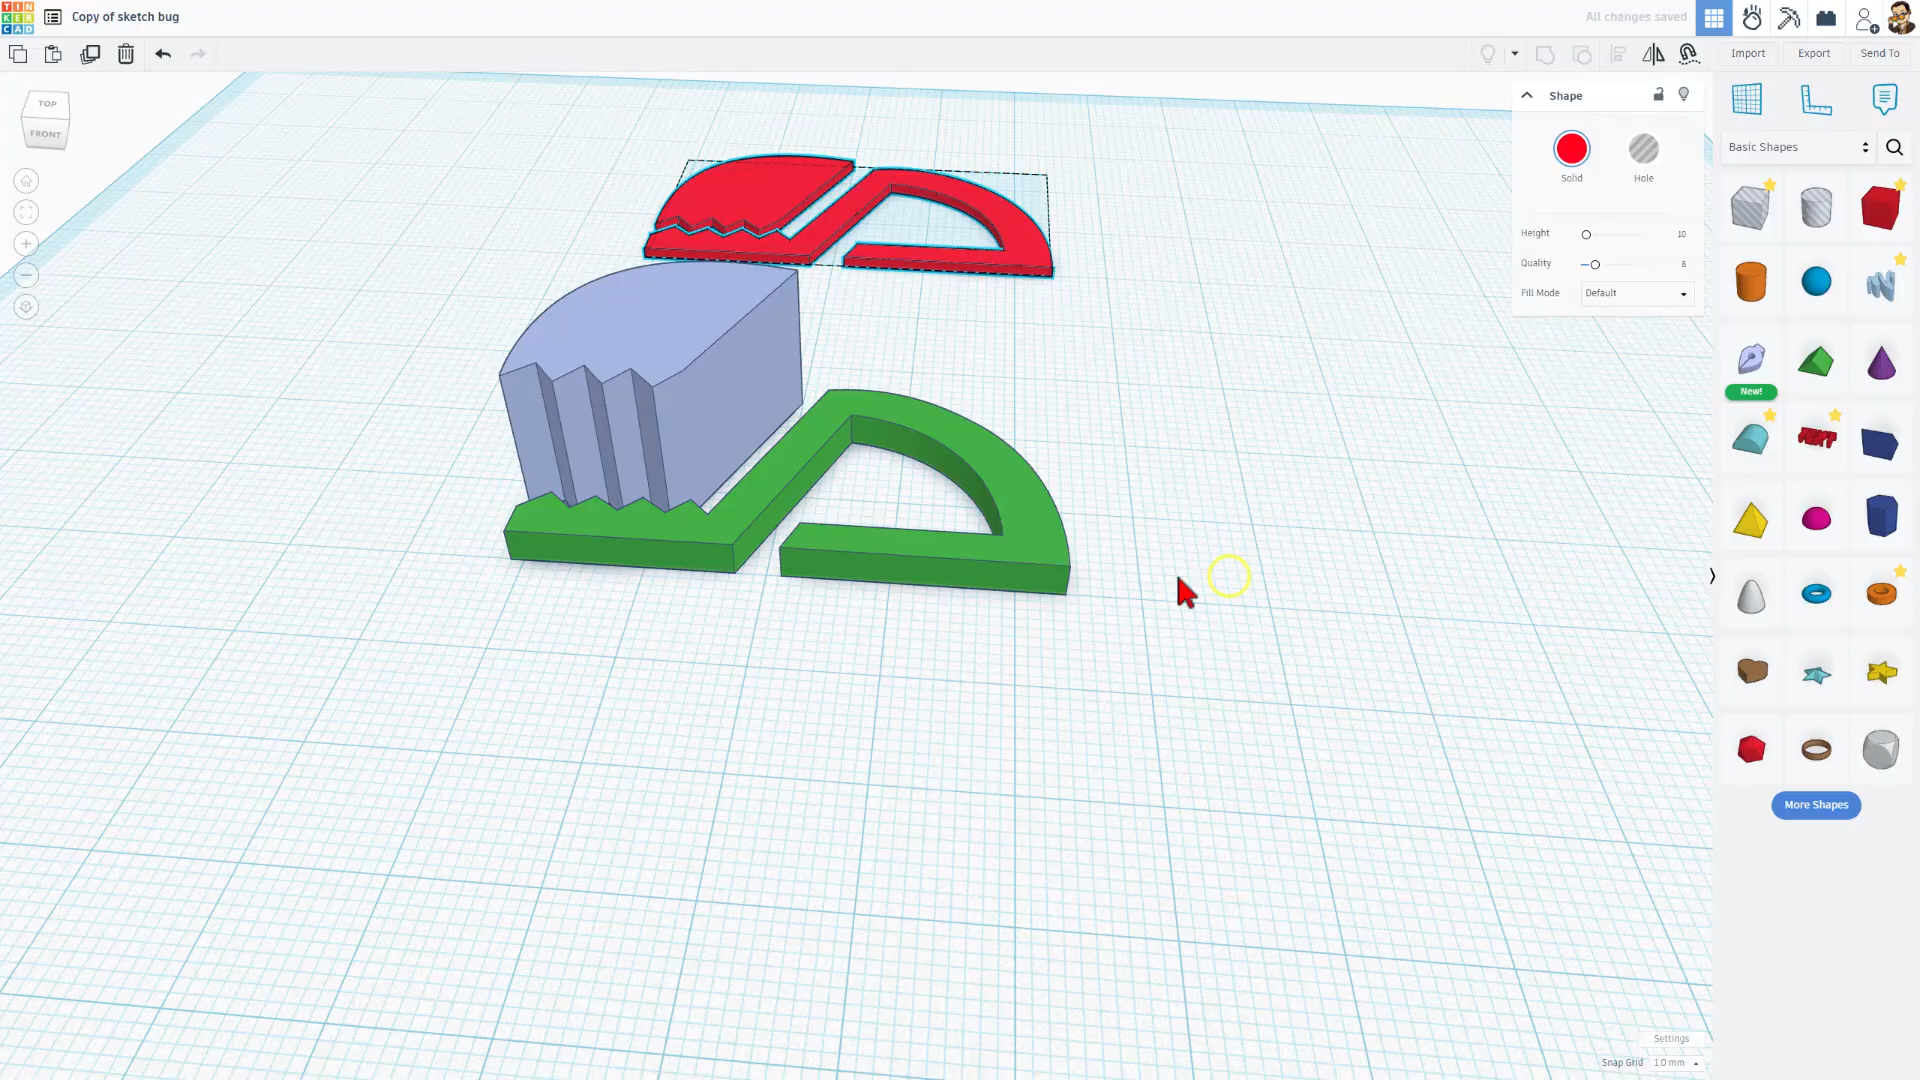 TIN
KER
CAD
Copy of sketch bug
All changes saved
Import
Export
Send To
TOP
FRONT
Shape
Solid
Hole
Height
10
Quality
8
Fill Mode
Default
Basic Shapes
New!
TEXT
More Shapes
Settings
Snap Grid
1.0 mm